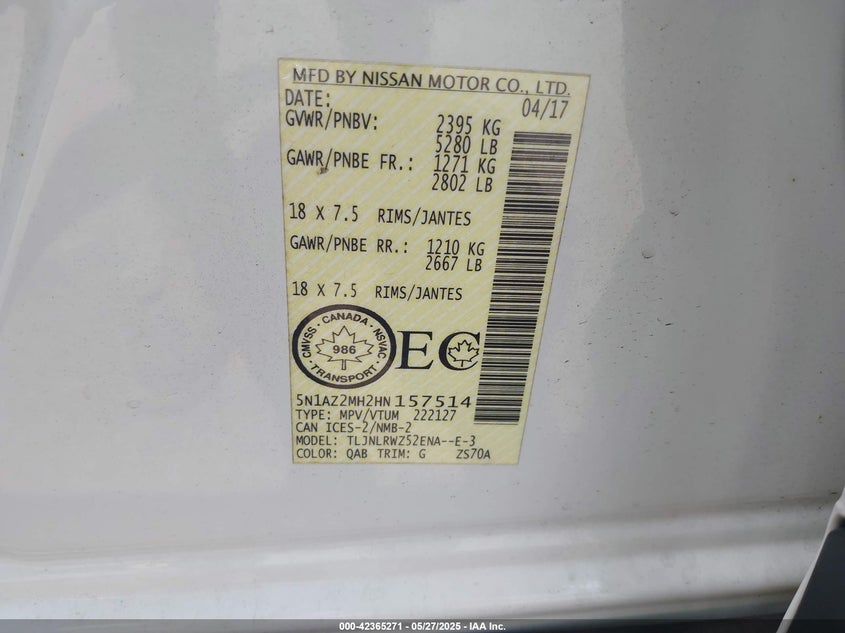 MFD BY NISSAN MOTOR CO., LTD.
DATE: 04/17
GVWR/PNBV: 2395 KG
5280 LB
GAWR/PNBE FR.: 1271 KG
2802 LB
18 X 7.5 RIMS/JANTES
GAWR/PNBE RR.: 1210 KG
2667 LB
18 X 7.5 RIMS/JANTES
CMVSS · CANADA · NSVAC · TRANSPORT ·
986
EC
5N1AZ2MH2HN157514
TYPE: MPV/VTUM 222127
CAN ICES-2/NMB-2
MODEL: TLJNLRWZ52ENA--E-3
COLOR: QAB TRIM: G ZS70A
000-42365271 - 05/27/2025 - IAA Inc.